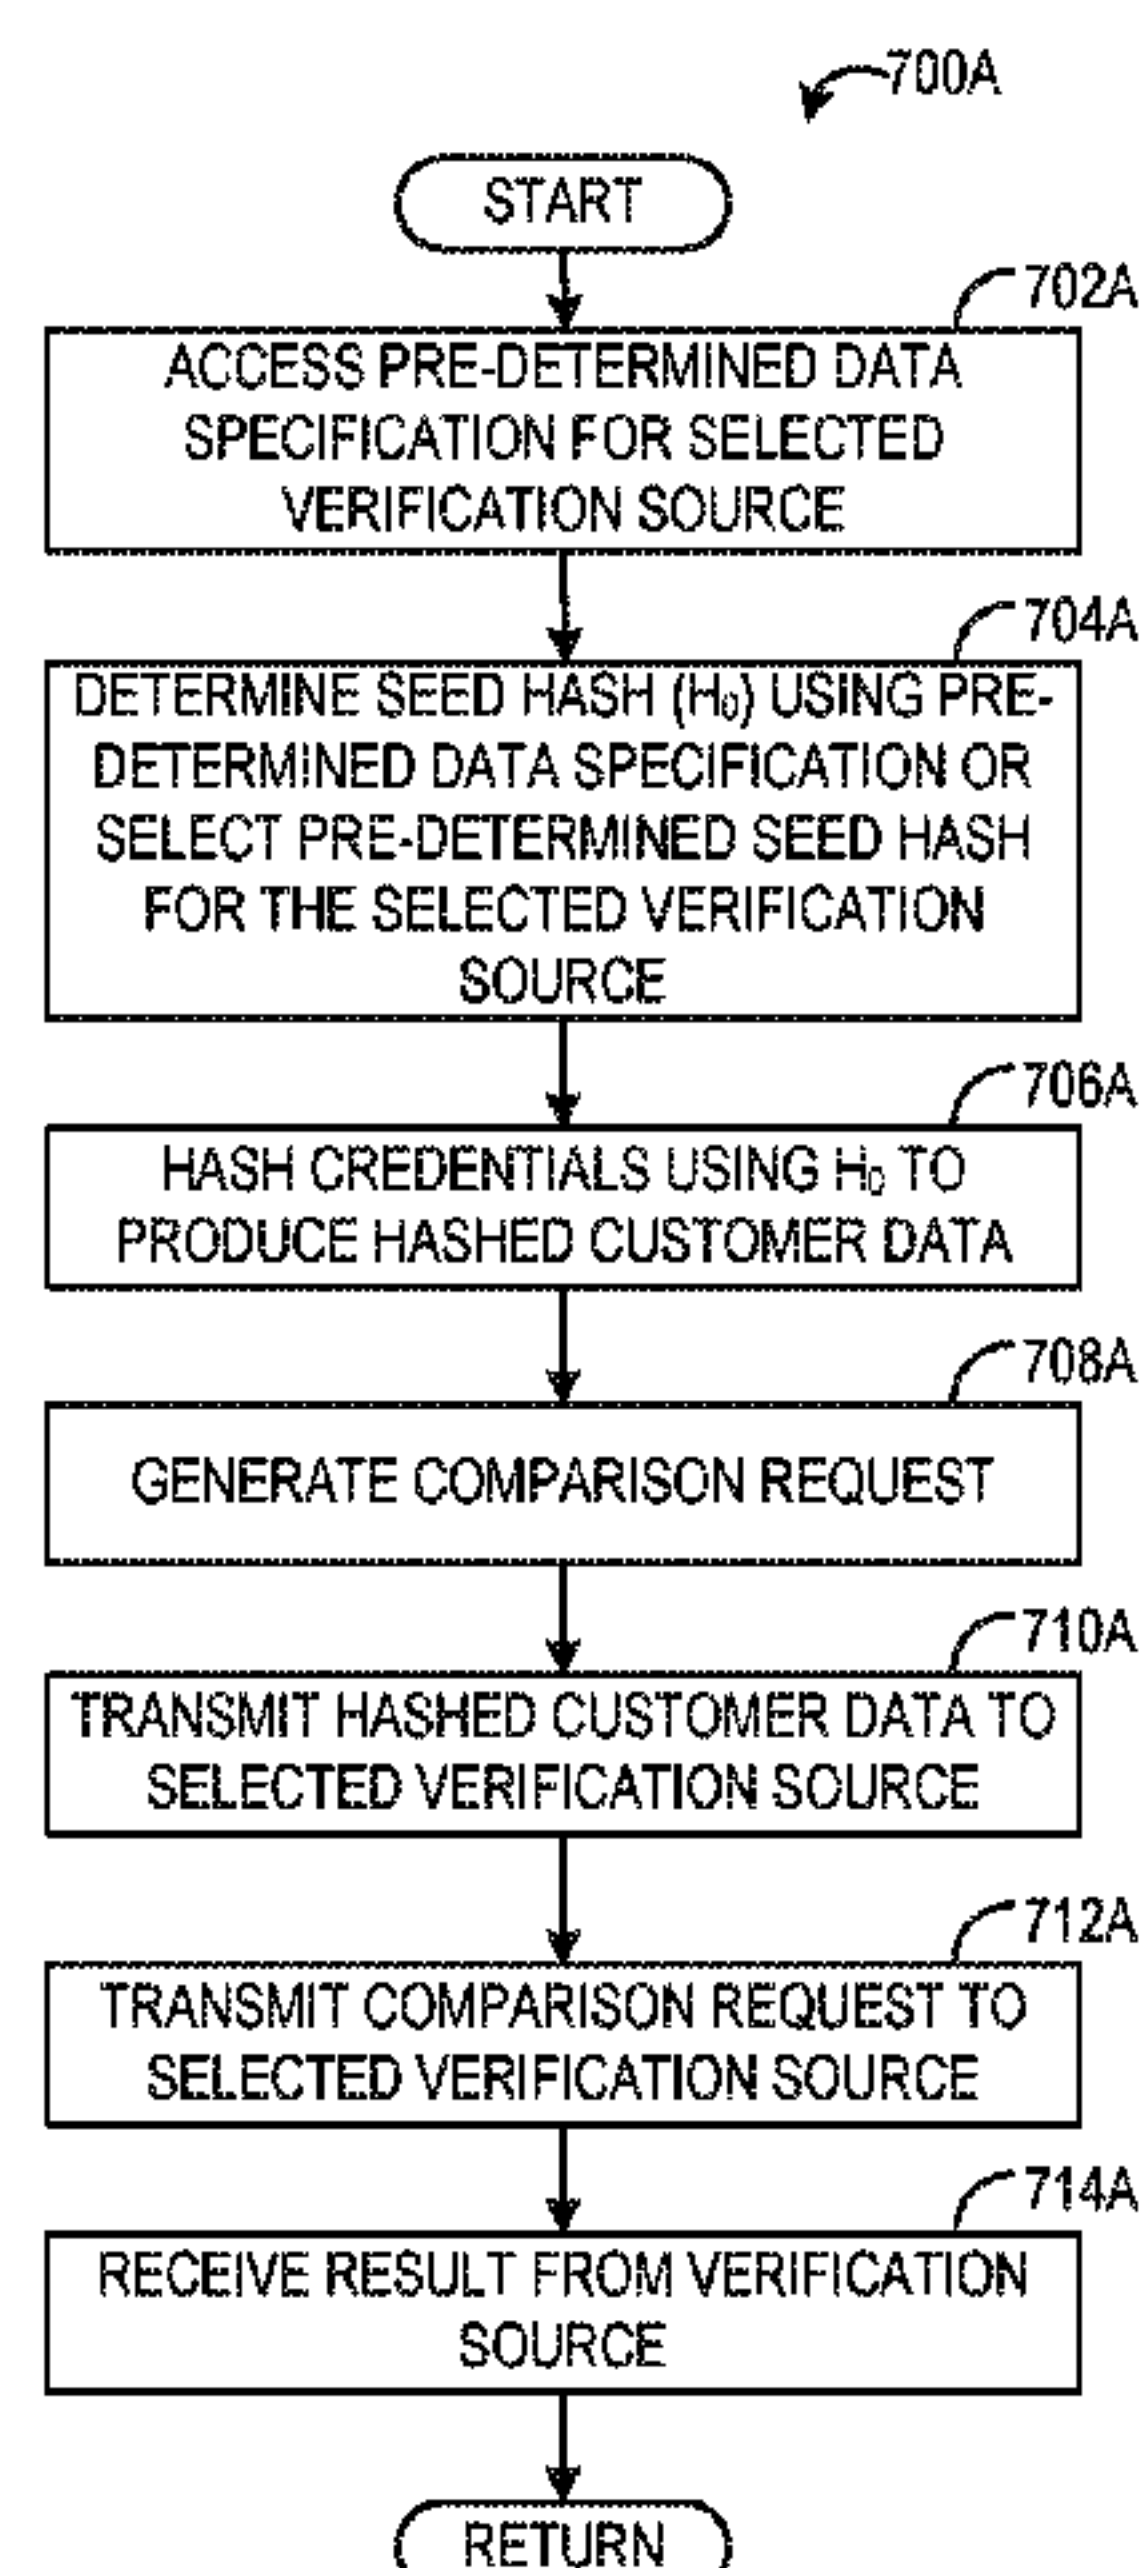 700A
START
702A
ACCESS PRE-DETERMINED DATA
SPECIFICATION FOR SELECTED
VERIFICATION SOURCE
704A
DETERMINE SEED HASH (H₀) USING PRE-
DETERMINED DATA SPECIFICATION OR
SELECT PRE-DETERMINED SEED HASH
FOR THE SELECTED VERIFICATION
SOURCE
706A
HASH CREDENTIALS USING H₀ TO
PRODUCE HASHED CUSTOMER DATA
708A
GENERATE COMPARISON REQUEST
710A
TRANSMIT HASHED CUSTOMER DATA TO
SELECTED VERIFICATION SOURCE
712A
TRANSMIT COMPARISON REQUEST TO
SELECTED VERIFICATION SOURCE
714A
RECEIVE RESULT FROM VERIFICATION
SOURCE
RETURN